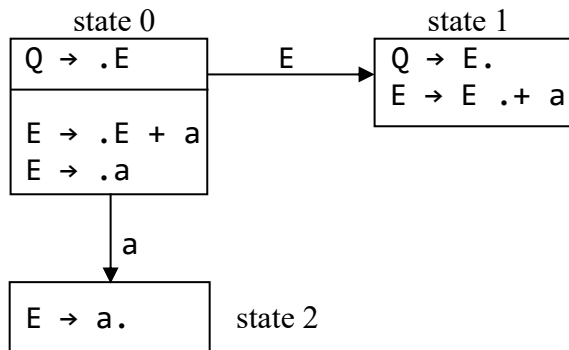 state 0
state 1
Q → .E
E
Q → E.
E → E .+ a
E → .E + a
E → .a
a
E → a.
state 2